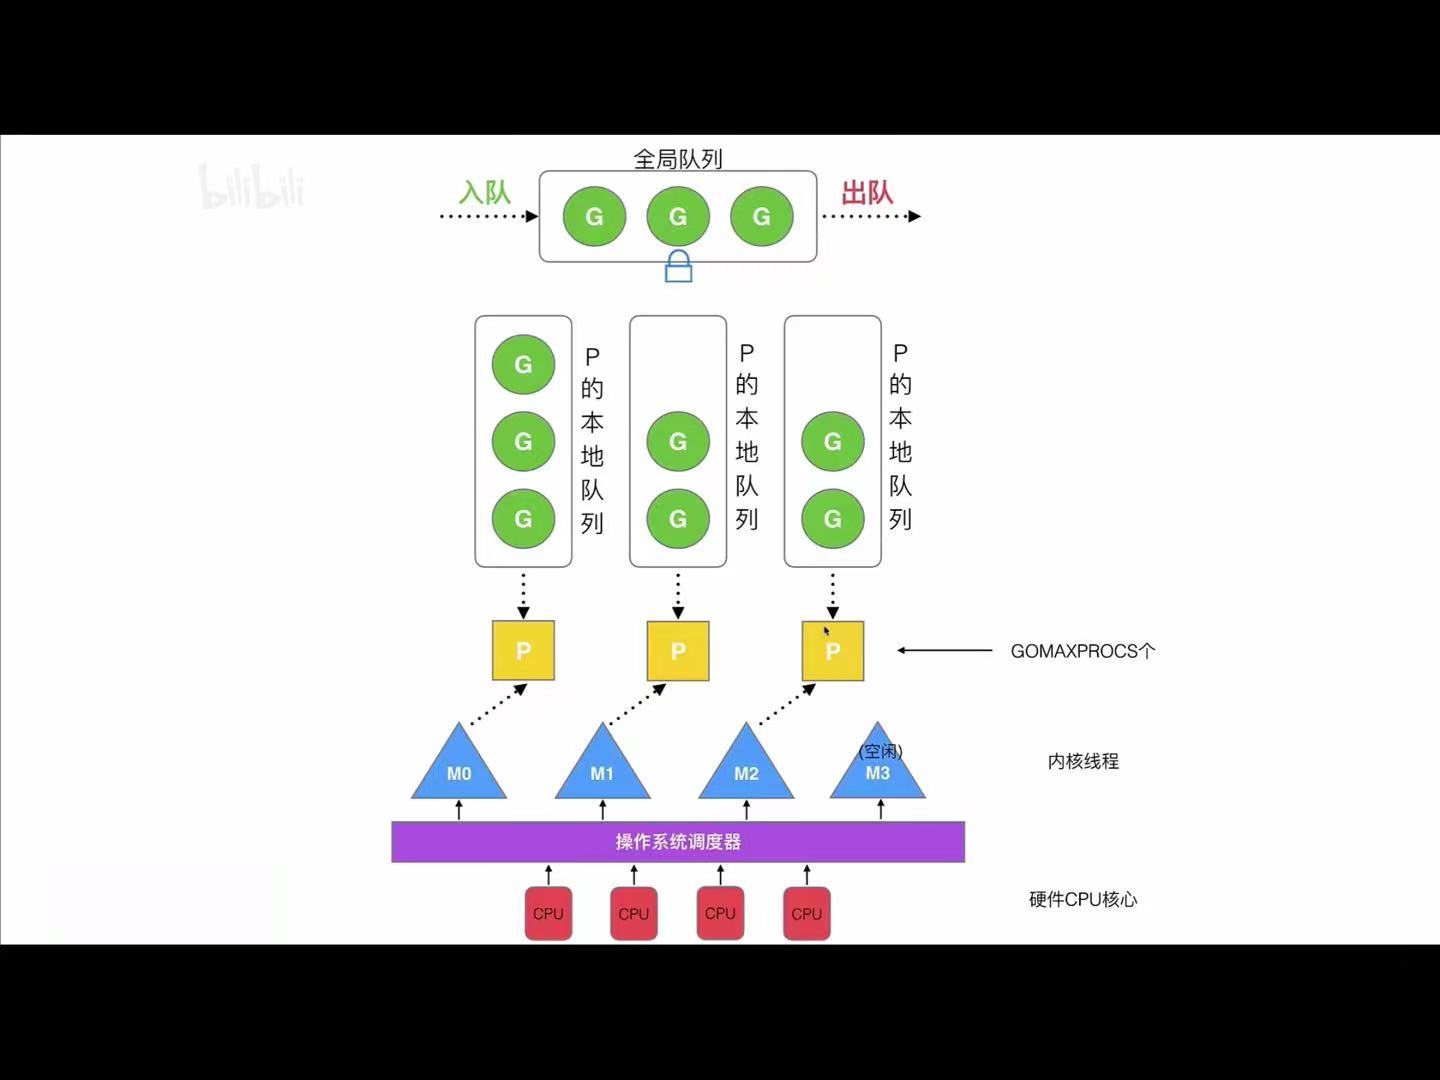 bilibili
全局队列
入队
出队
G G G
G
G
G
P的本地队列
G
G
P的本地队列
G
G
P的本地队列
P P P
GOMAXPROCS个
M0 M1 M2
(空闲)
M3
内核线程
操作系统调度器
CPU CPU CPU CPU
硬件CPU核心